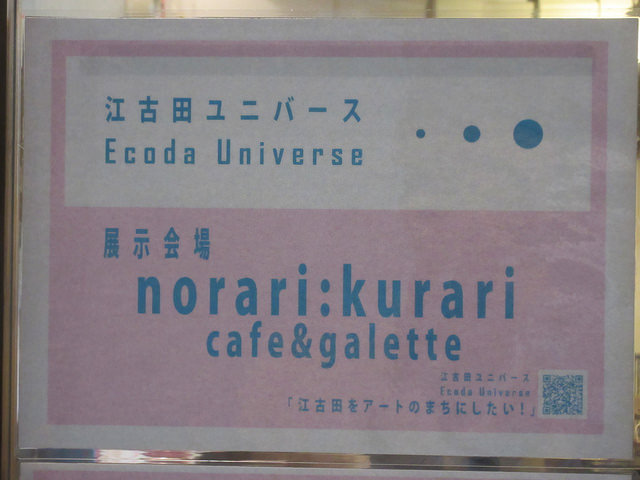 江古田ユニバース
Ecoda Universe
展示会場
norari:kurari
cafe&galette
江古田ユニバース
Ecoda Universe
「江古田をアートのまちにしたい!」